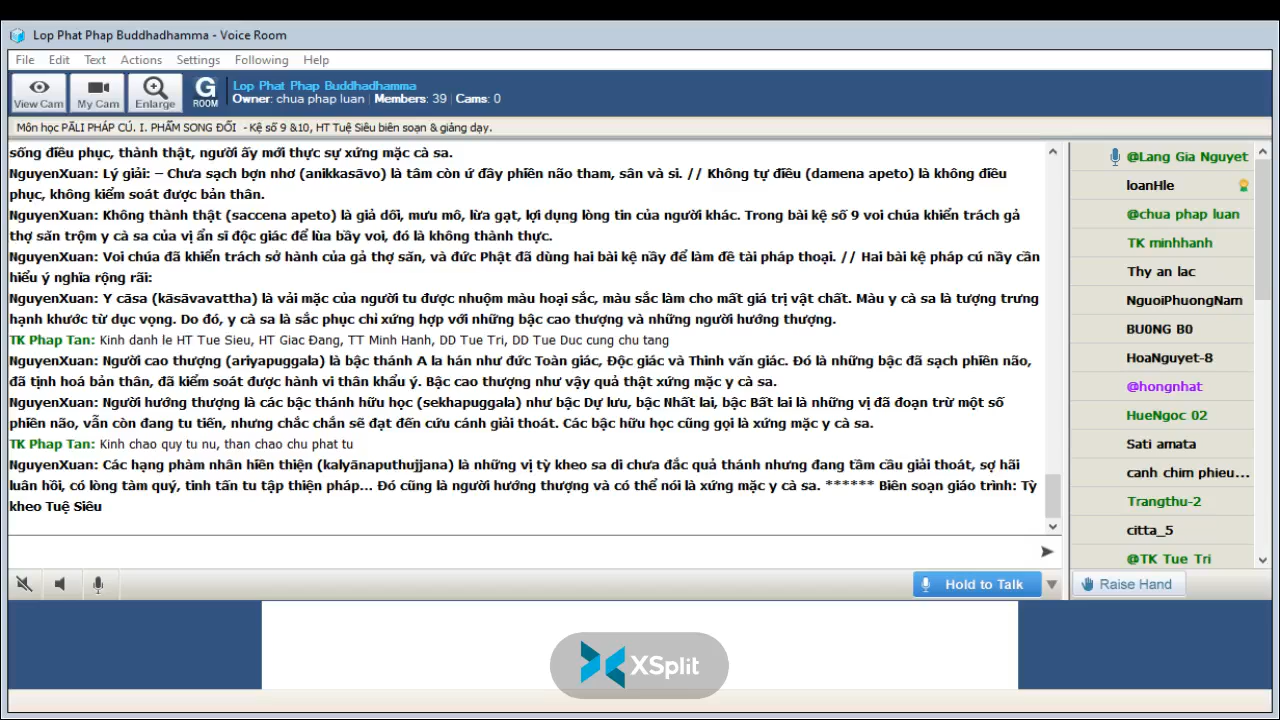 Lop Phat Phap Buddhadhamma - Voice Room
File Edit Text Actions Settings Following Help
View Cam My Cam Enlarge G ROOM
Lop Phat Phap Buddhadhamma
Owner: chua phap luan | Members: 39 | Cams: 0
Môn học PĀLI PHÁP CÚ. I. PHẨM SONG ĐỐI - Kệ số 9 &10, HT Tuệ Siêu biên soạn & giảng dạy.
sống điều phục, thành thật, người ấy mới thực sự xứng mặc cà sa.
NguyenXuan: Lý giải: – Chưa sạch bợn nhơ (anikkasāvo) là tâm còn ứ đầy phiền não tham, sân và si. // Không tự điều (damena apeto) là không điều
phục, không kiểm soát được bản thân.
NguyenXuan: Không thành thật (saccena apeto) là giả dối, mưu mô, lừa gạt, lợi dụng lòng tin của người khác. Trong bài kệ số 9 voi chúa khiển trách gả
thợ săn trộm y cà sa của vị ẩn sĩ độc giác để lùa bầy voi, đó là không thành thực.
NguyenXuan: Voi chúa đã khiển trách sở hành của gả thợ săn, và đức Phật đã dùng hai bài kệ nầy để làm đề tài pháp thoại. // Hai bài kệ pháp cú nầy cần
hiểu ý nghĩa rộng rãi:
NguyenXuan: Y cāsa (kāsāvavattha) là vải mặc của người tu được nhuộm màu hoại sắc, màu sắc làm cho mất giá trị vật chất. Màu y cà sa là tượng trưng
hạnh khước từ dục vọng. Do đó, y cà sa là sắc phục chỉ xứng hợp với những bậc cao thượng và những người hướng thượng.
TK Phap Tan: Kinh danh le HT Tue Sieu, HT Giac Đang, TT Minh Hanh, DD Tue Tri, DD Tue Duc cung chu tang
NguyenXuan: Người cao thượng (ariyapuggala) là bậc thánh A la hán như đức Toàn giác, Độc giác và Thinh văn giác. Đó là những bậc đã sạch phiền não,
đã tịnh hoá bản thân, đã kiểm soát được hành vi thân khẩu ý. Bậc cao thượng như vậy quả thật xứng mặc y cà sa.
NguyenXuan: Người hướng thượng là các bậc thánh hữu học (sekhapuggala) như bậc Dự lưu, bậc Nhất lai, bậc Bất lai là những vị đã đoạn trừ một số
phiền não, vẫn còn đang tu tiến, nhưng chắc chắn sẽ đạt đến cứu cánh giải thoát. Các bậc hữu học cũng gọi là xứng mặc y cà sa.
TK Phap Tan: Kinh chao quy tu nu, than chao chu phat tu
NguyenXuan: Các hạng phàm nhân hiền thiện (kalyāṇaputhujjana) là những vị tỳ kheo sa di chưa đắc quả thánh nhưng đang tầm cầu giải thoát, sợ hãi
luân hồi, có lòng tàm quý, tinh tấn tu tập thiện pháp... Đó cũng là người hướng thượng và có thể nói là xứng mặc y cà sa. ****** Biên soạn giáo trình: Tỳ
kheo Tuệ Siêu
@Lang Gia Nguyet
loanHle
@chua phap luan
TK minhhanh
Thy an lac
NguoiPhuongNam
BU0NG B0
HoaNguyet-8
@hongnhat
HueNgoc 02
Sati amata
canh chim phieu...
Trangthu-2
citta_5
@TK Tue Tri
Hold to Talk
Raise Hand
XSplit